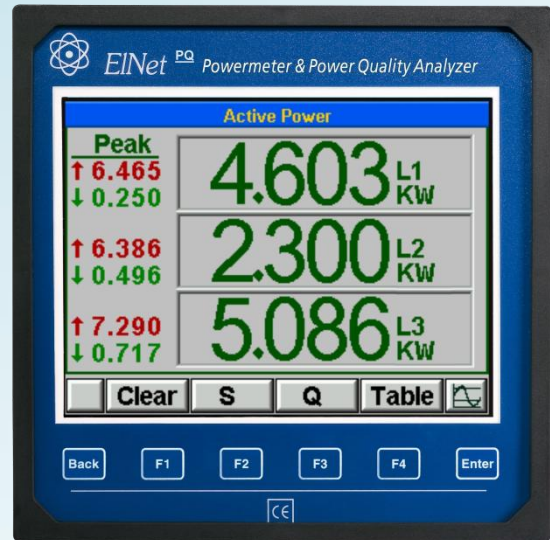 ElNet PQ Powermeter & Power Quality Analyzer
Active Power
Peak
↑ 6.465
↓ 0.250
4.603 L1 KW
↑ 6.386
↓ 0.496
2.300 L2 KW
↑ 7.290
↓ 0.717
5.086 L3 KW
Clear S Q Table
Back F1 F2 F3 F4 Enter
CE